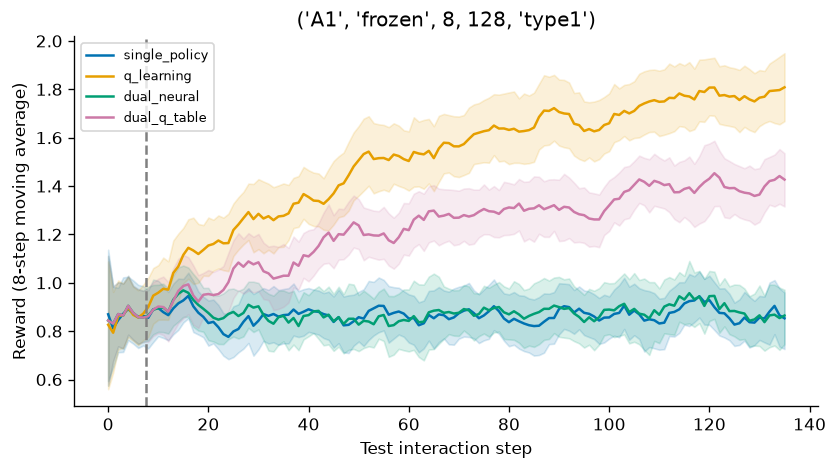 ('A1', 'frozen', 8, 128, 'type1')
Reward (8-step moving average)
2.0
1.8
1.6
1.4
1.2
1.0
0.8
0.6
single_policy
q_learning
dual_neural
dual_q_table
0 20 40 60 80 100 120 140
Test interaction step